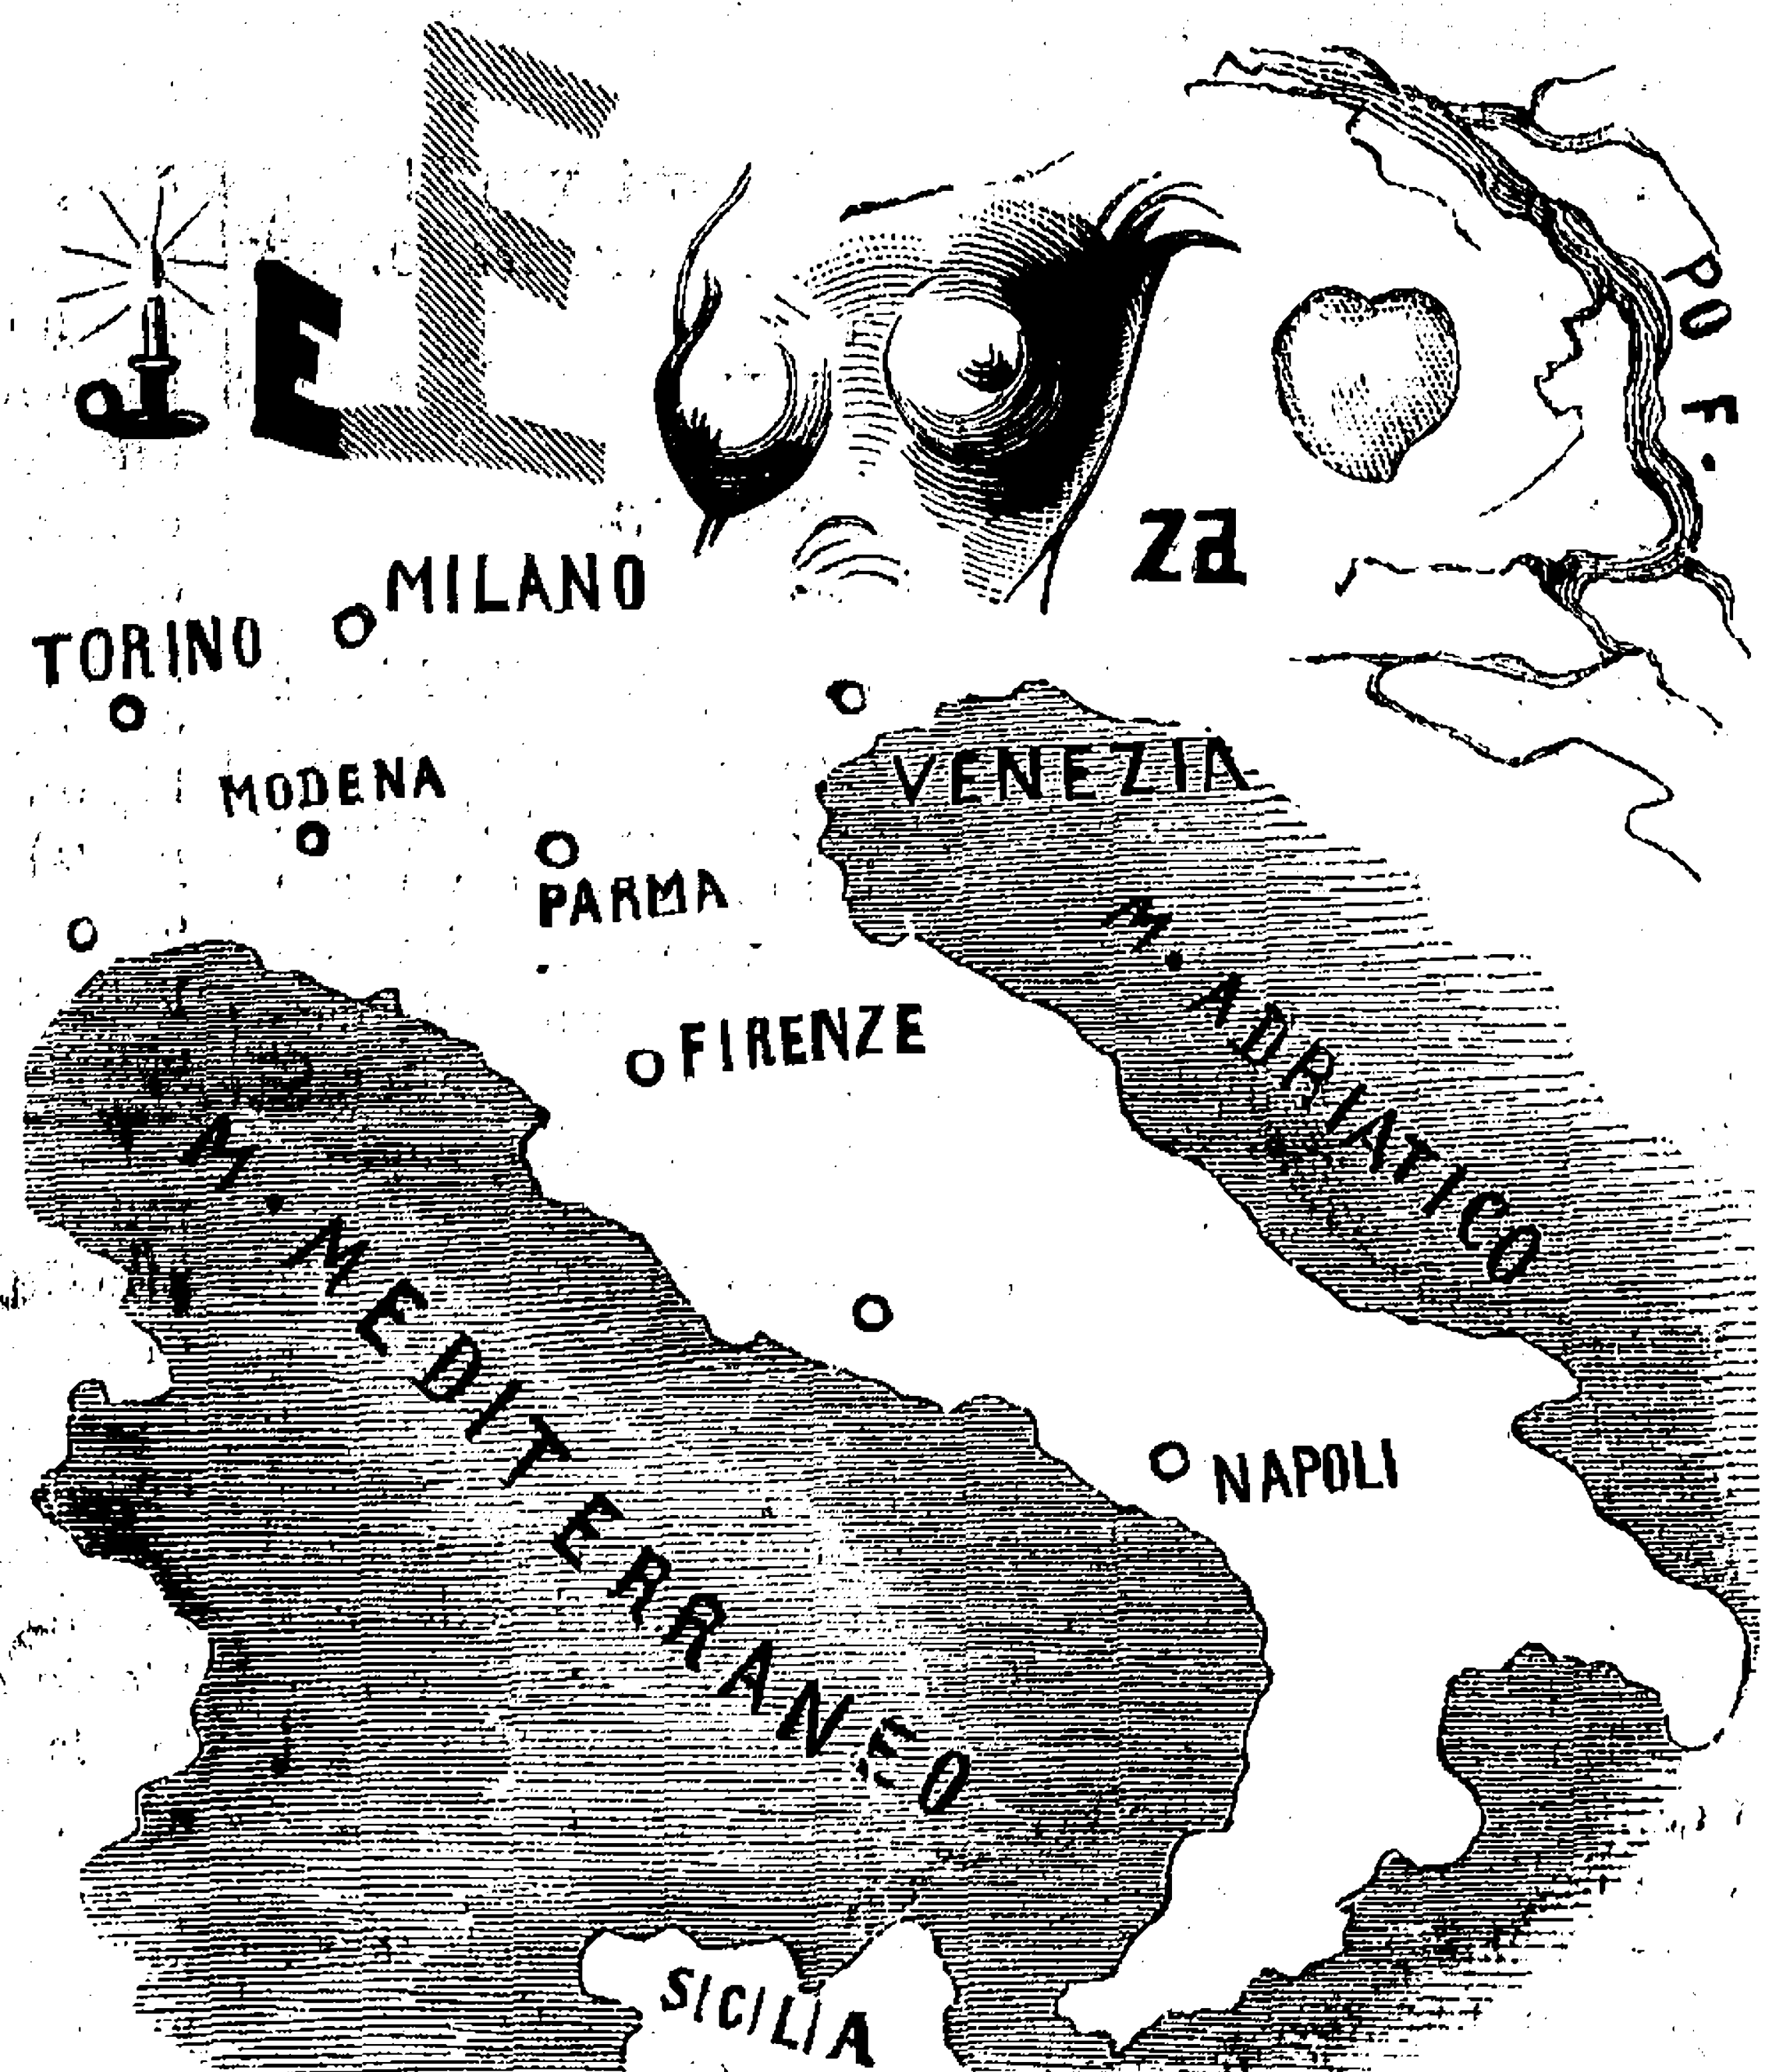 E E
PO F.
za
MILANO
TORINO
VENEZIA
MODENA
PARMA
M. ADRIATICO
FIRENZE
M. MEDITERRANEO
NAPOLI
SICILIA